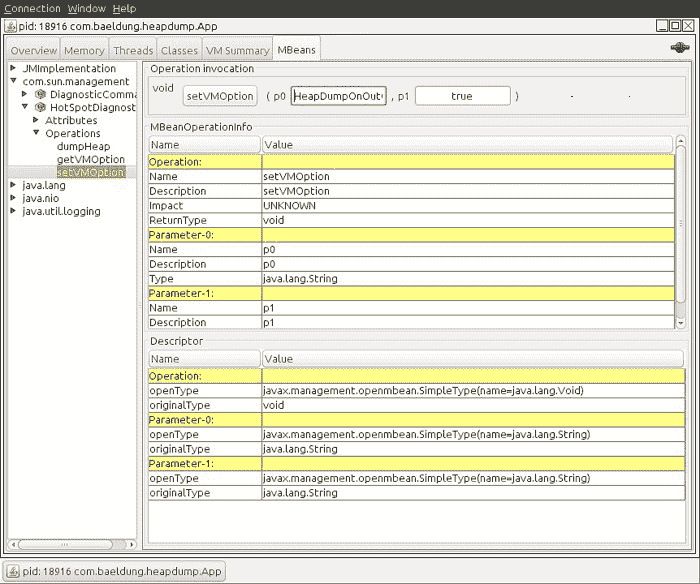 Connection Window Help
pid: 18916 com.baeldung.heapdump.App
Overview Memory Threads Classes VM Summary MBeans
JMImplementation
com.sun.management
DiagnosticComma
HotSpotDiagnost
Attributes
Operations
dumpHeap
getVMOption
setVMOption
java.lang
java.nio
java.util.logging
Operation invocation
void setVMOption ( p0 HeapDumpOnOut , p1 true )
MBeanOperationInfo
Name Value
Operation:
Name setVMOption
Description setVMOption
Impact UNKNOWN
ReturnType void
Parameter-0:
Name p0
Description p0
Type java.lang.String
Parameter-1:
Name p1
Description p1
Descriptor
Name Value
Operation:
openType javax.management.openmbean.SimpleType(name=java.lang.Void)
originalType void
Parameter-0:
openType javax.management.openmbean.SimpleType(name=java.lang.String)
originalType java.lang.String
Parameter-1:
openType javax.management.openmbean.SimpleType(name=java.lang.String)
originalType java.lang.String
pid: 18916 com.baeldung.heapdump.App